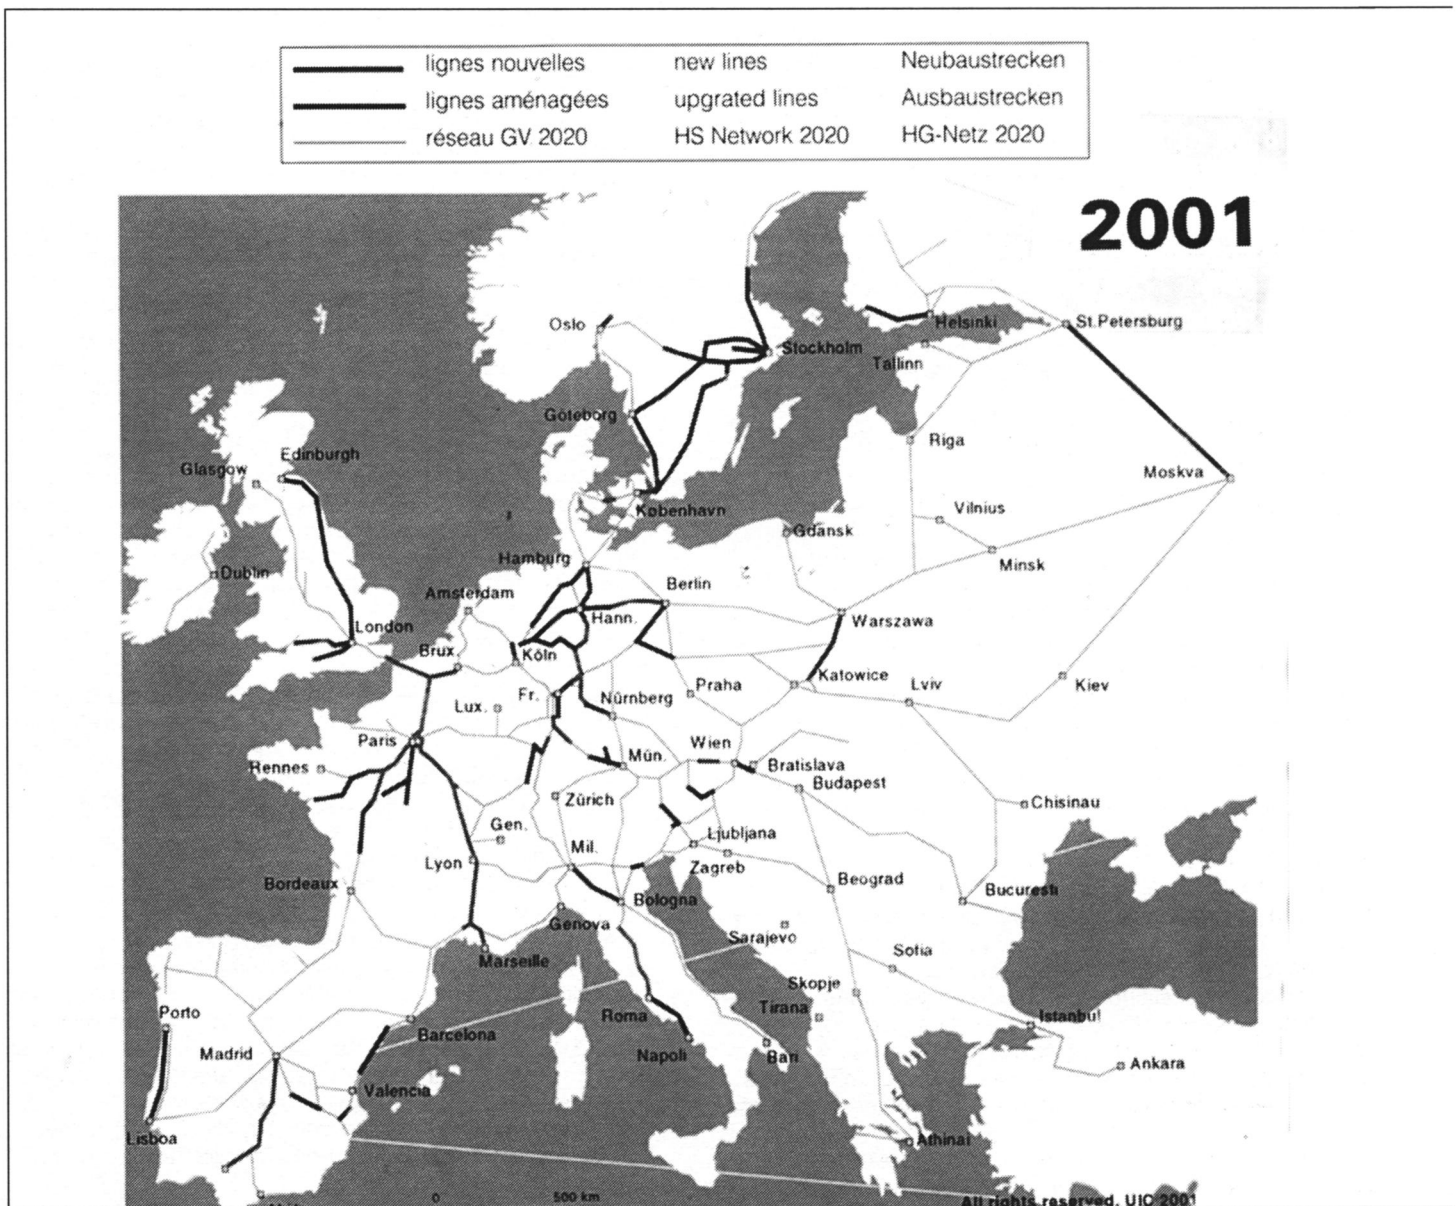 lignes nouvelles new lines Neubaustrecken
lignes aménagées upgrated lines Ausbaustrecken
réseau GV 2020 HS Network 2020 HG-Netz 2020
2001
Oslo
Helsinki
St.Petersburg
Stockholm
Tallinn
Göteborg
Riga
Edinburgh
Glasgow
Moskva
København
Vilnius
Gdansk
Hamburg
Minsk
Dublin
Amsterdam
Berlin
Hann.
Warszawa
London
Brux
Köln
Katowice
Lviv
Kiev
Fr.
Nürnberg
Praha
Lux.
Paris
Wien
Mün.
Rennes
Bratislava
Budapest
Zürich
Chisinau
Gen.
Ljubljana
Mil.
Lyon
Zagreb
Beograd
Bordeaux
Bucuresti
Bologna
Genova
Sarajevo
Marseille
Sofia
Skopje
Tirana
Porto
Roma
Istanbul
Barcelona
Madrid
Napoli
Bari
Ankara
Valencia
Lisboa
Athinai
0 500 km
All rights reserved, UIC 2001